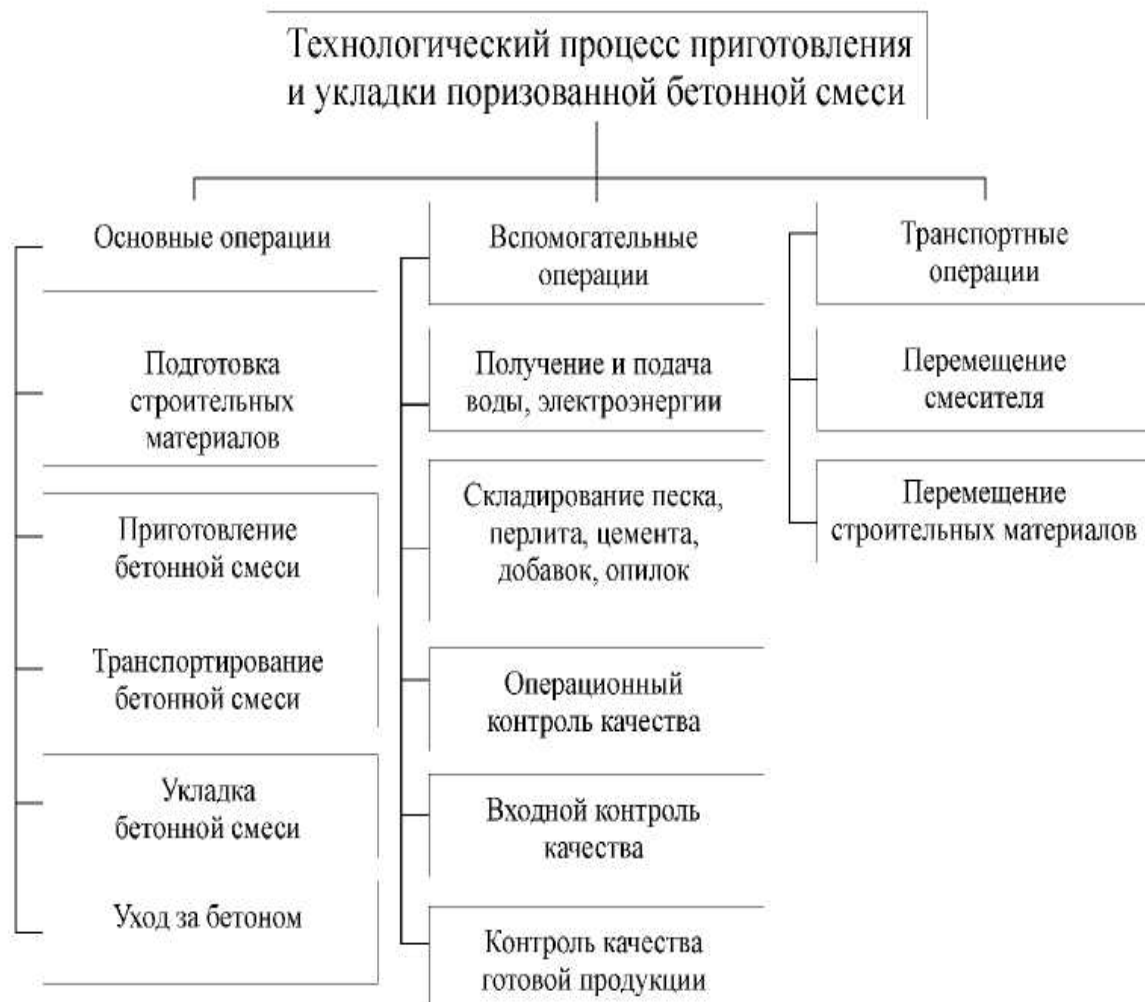 Технологический процесс приготовления
и укладки поризованной бетонной смеси
Основные операции
Подготовка
строительных
материалов
Приготовление
бетонной смеси
Транспортирование
бетонной смеси
Укладка
бетонной смеси
Уход за бетоном
Вспомогательные
операции
Получение и подача
воды, электроэнергии
Складирование песка,
перлита, цемента,
добавок, опилок
Операционный
контроль качества
Входной контроль
качества
Контроль качества
готовой продукции
Транспортные
операции
Перемещение
смесителя
Перемещение
строительных материалов